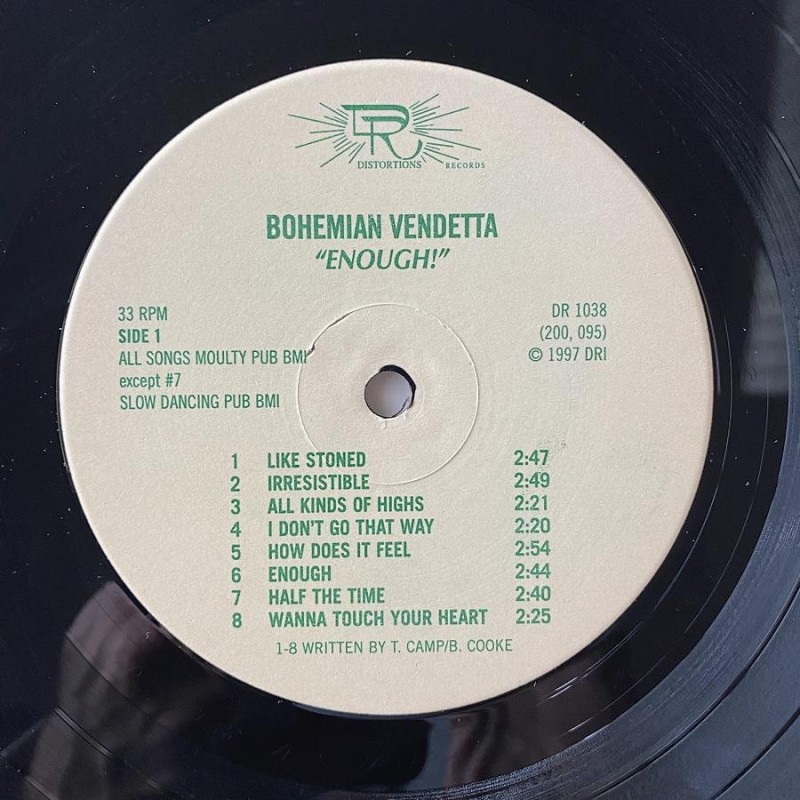 DR
DISTORTIONS RECORDS
BOHEMIAN VENDETTA
"ENOUGH!"
33 RPM
SIDE 1
ALL SONGS MOULTY PUB BMI
except #7
SLOW DANCING PUB BMI
DR 1038
(200, 095)
© 1997 DRI
1 LIKE STONED 2:47
2 IRRESISTIBLE 2:49
3 ALL KINDS OF HIGHS 2:21
4 I DON'T GO THAT WAY 2:20
5 HOW DOES IT FEEL 2:54
6 ENOUGH 2:44
7 HALF THE TIME 2:40
8 WANNA TOUCH YOUR HEART 2:25
1-8 WRITTEN BY T. CAMP/B. COOKE